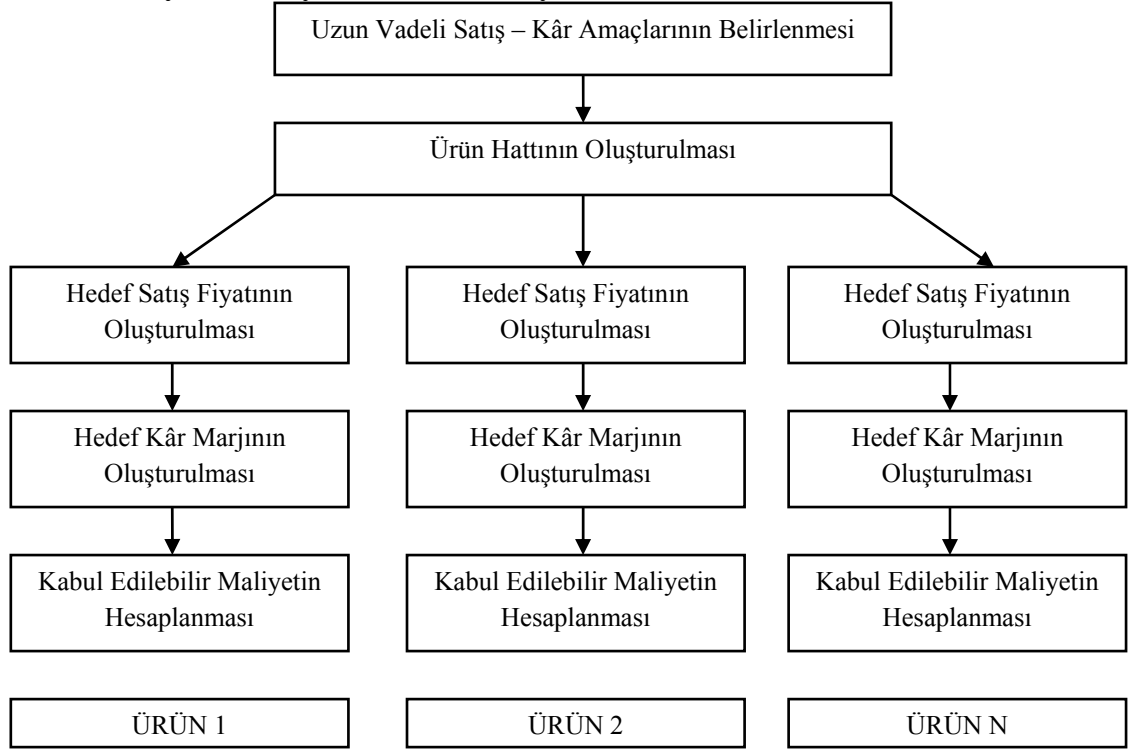 Uzun Vadeli Satış – Kâr Amaçlarının Belirlenmesi
Ürün Hattının Oluşturulması
Hedef Satış Fiyatının
Oluşturulması
Hedef Satış Fiyatının
Oluşturulması
Hedef Satış Fiyatının
Oluşturulması
Hedef Kâr Marjının
Oluşturulması
Hedef Kâr Marjının
Oluşturulması
Hedef Kâr Marjının
Oluşturulması
Kabul Edilebilir Maliyetin
Hesaplanması
Kabul Edilebilir Maliyetin
Hesaplanması
Kabul Edilebilir Maliyetin
Hesaplanması
ÜRÜN 1
ÜRÜN 2
ÜRÜN N